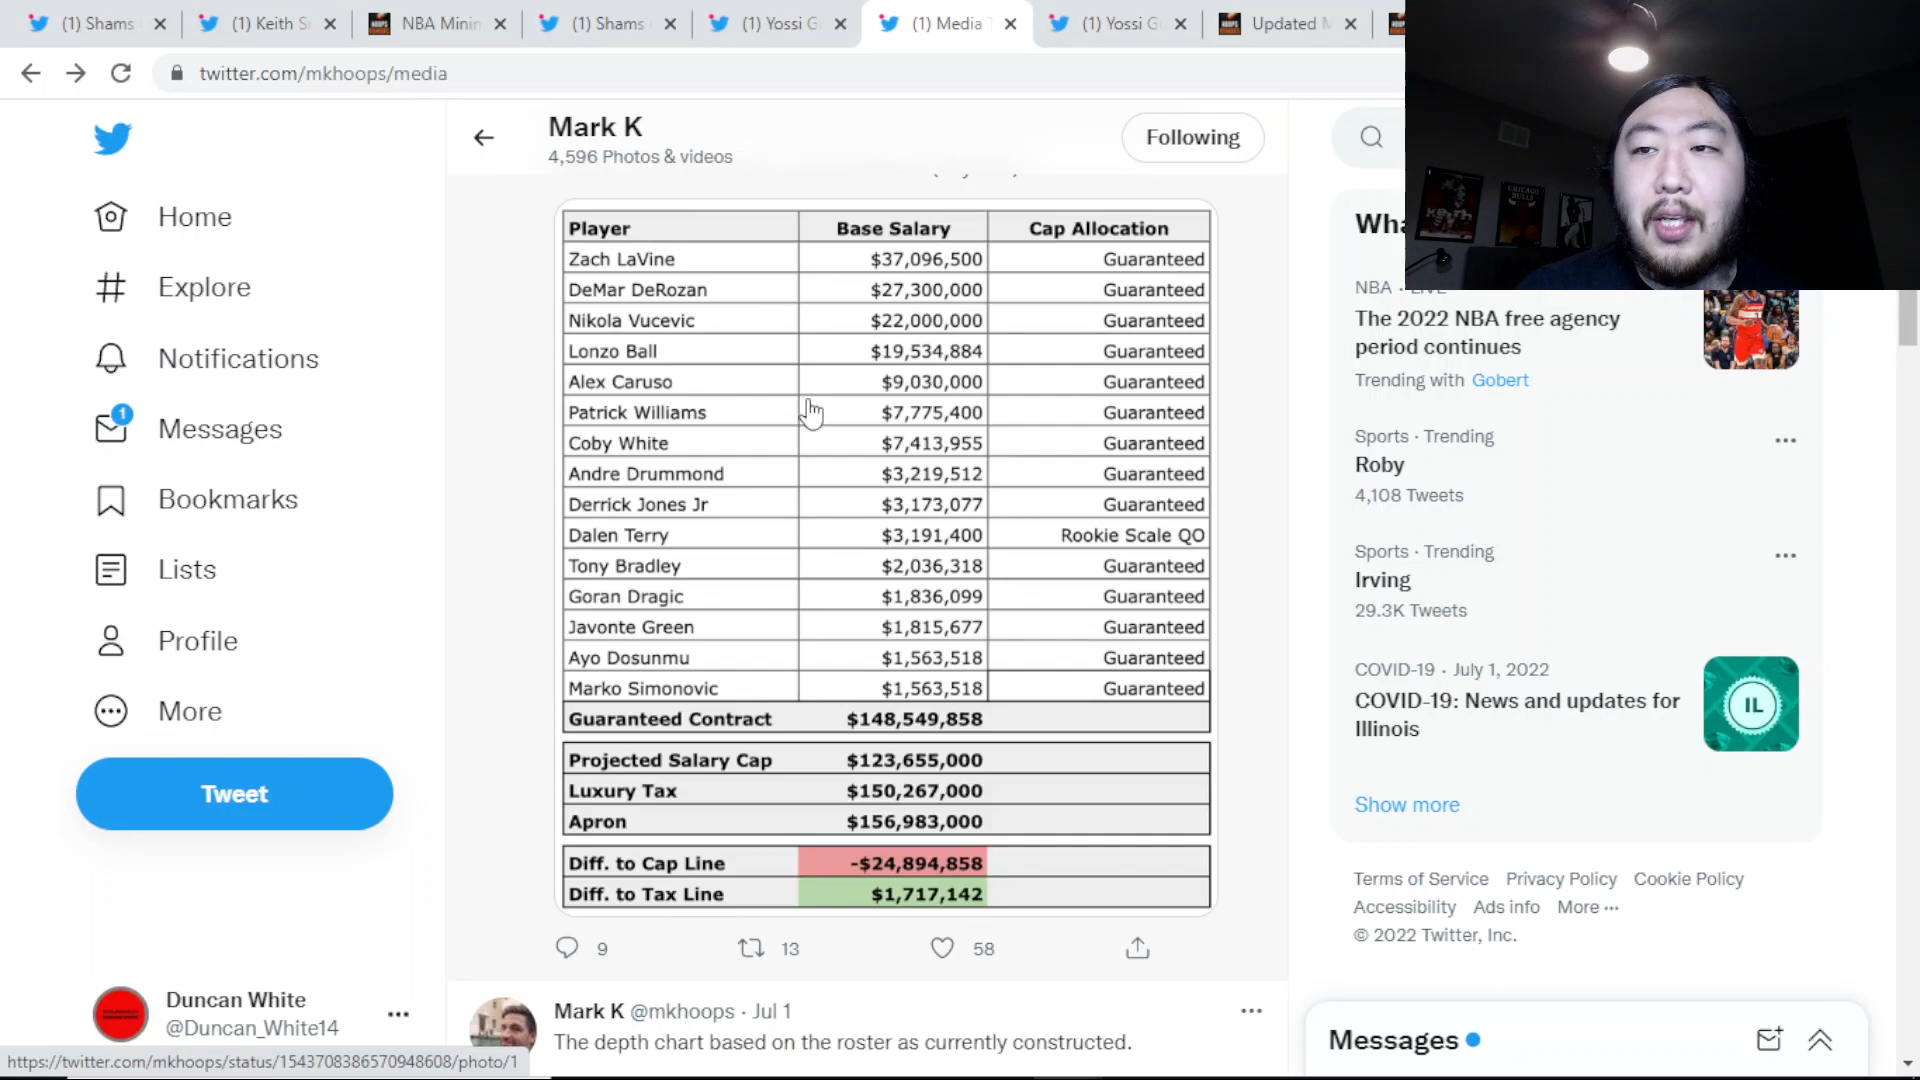 (1) Shams
(1) Keith S
NBA Minin
(1) Shams
(1) Yossi G
(1) Media
(1) Yossi G
Updated M
twitter.com/mkhoops/media
Home
Explore
Notifications
1
Messages
Bookmarks
Lists
Profile
More
Tweet
Duncan White
@Duncan_White14
https://twitter.com/mkhoops/status/1543708386570948608/photo/1
Mark K
4,596 Photos & videos
Following
Player Base Salary Cap Allocation
Zach LaVine $37,096,500 Guaranteed
DeMar DeRozan $27,300,000 Guaranteed
Nikola Vucevic $22,000,000 Guaranteed
Lonzo Ball $19,534,884 Guaranteed
Alex Caruso $9,030,000 Guaranteed
Patrick Williams $7,775,400 Guaranteed
Coby White $7,413,955 Guaranteed
Andre Drummond $3,219,512 Guaranteed
Derrick Jones Jr $3,173,077 Guaranteed
Dalen Terry $3,191,400 Rookie Scale QO
Tony Bradley $2,036,318 Guaranteed
Goran Dragic $1,836,099 Guaranteed
Javonte Green $1,815,677 Guaranteed
Ayo Dosunmu $1,563,518 Guaranteed
Marko Simonovic $1,563,518 Guaranteed
Guaranteed Contract $148,549,858
Projected Salary Cap $123,655,000
Luxury Tax $150,267,000
Apron $156,983,000
Diff. to Cap Line -$24,894,858
Diff. to Tax Line $1,717,142
9 13 58
Mark K @mkhoops · Jul 1
The depth chart based on the roster as currently constructed.
CHICAGO
BULLS
Wha
NBA · LIVE
The 2022 NBA free agency
period continues
Trending with Gobert
Sports · Trending
Roby
4,108 Tweets
Sports · Trending
Irving
29.3K Tweets
COVID-19 · July 1, 2022
COVID-19: News and updates for
Illinois
IL
Show more
Terms of Service Privacy Policy Cookie Policy
Accessibility Ads info More ···
© 2022 Twitter, Inc.
Messages